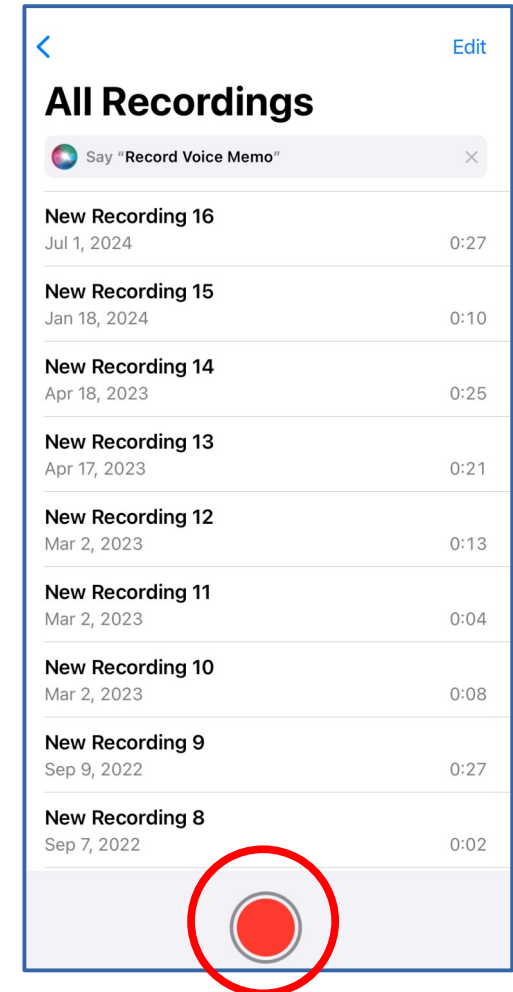 Edit
All Recordings
Say “Record Voice Memo”
New Recording 16
Jul 1, 2024 0:27
New Recording 15
Jan 18, 2024 0:10
New Recording 14
Apr 18, 2023 0:25
New Recording 13
Apr 17, 2023 0:21
New Recording 12
Mar 2, 2023 0:13
New Recording 11
Mar 2, 2023 0:04
New Recording 10
Mar 2, 2023 0:08
New Recording 9
Sep 9, 2022 0:27
New Recording 8
Sep 7, 2022 0:02